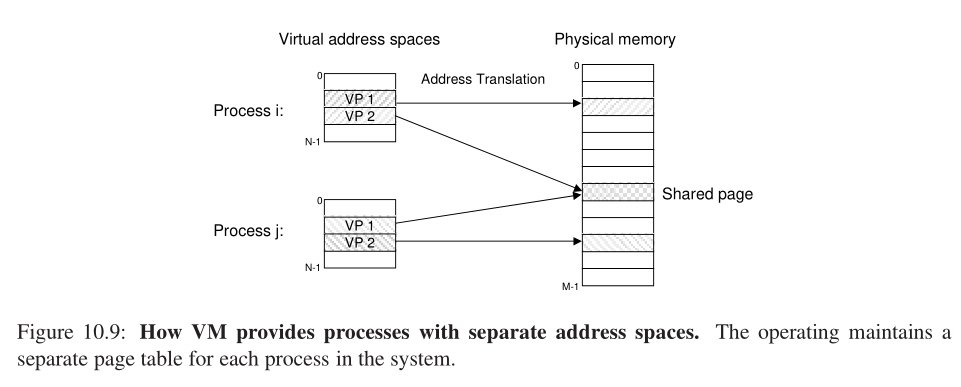 Virtual address spaces
Physical memory
0
0
Address Translation
Process i:
VP 1
VP 2
N-1
Shared page
0
Process j:
VP 1
VP 2
N-1
M-1
Figure 10.9: How VM provides processes with separate address spaces. The operating maintains a
separate page table for each process in the system.